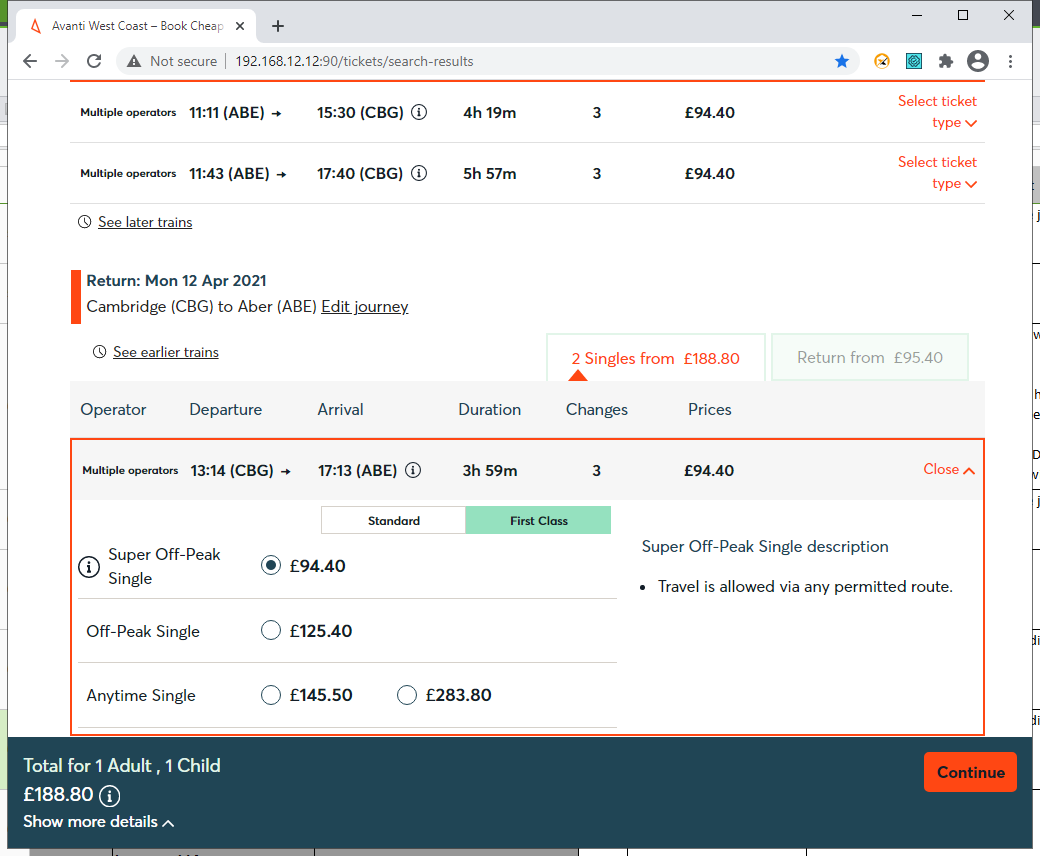 Avanti West Coast – Book Cheap
Not secure 192.168.12.12:90/tickets/search-results
Multiple operators 11:11 (ABE) → 15:30 (CBG) 4h 19m 3 £94.40 Select ticket type
Multiple operators 11:43 (ABE) → 17:40 (CBG) 5h 57m 3 £94.40 Select ticket type
See later trains
Return: Mon 12 Apr 2021
Cambridge (CBG) to Aber (ABE) Edit journey
See earlier trains
2 Singles from £188.80 Return from £95.40
Operator Departure Arrival Duration Changes Prices
Multiple operators 13:14 (CBG) → 17:13 (ABE) 3h 59m 3 £94.40 Close
Standard First Class
Super Off-Peak
Single £94.40
Super Off-Peak Single description
• Travel is allowed via any permitted route.
Off-Peak Single £125.40
Anytime Single £145.50 £283.80
Total for 1 Adult , 1 Child
£188.80
Show more details
Continue